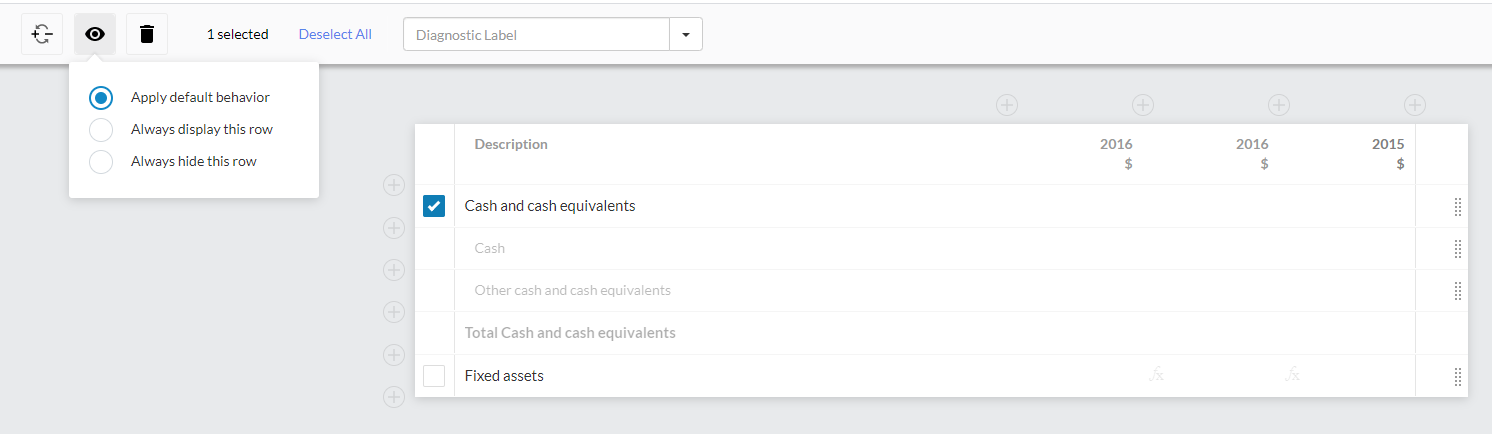 1 selected Deselect All Diagnostic Label
Apply default behavior
Always display this row
Always hide this row
Description 2016 2016 2015
$ $ $
Cash and cash equivalents
Cash
Other cash and cash equivalents
Total Cash and cash equivalents
Fixed assets fx fx